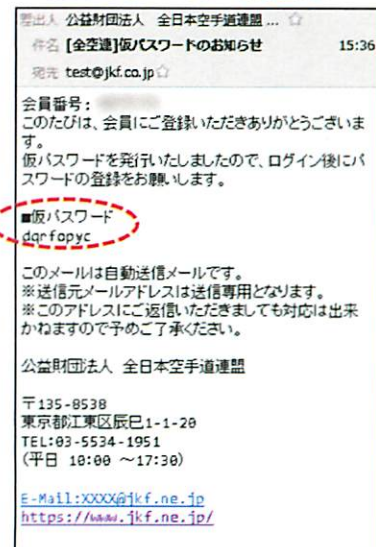 差出人 公益財団法人 全日本空手道連盟 ...
件名 [全空連]仮パスワードのお知らせ 15:36
宛先 test@jkf.co.jp
会員番号:
このたびは、会員にご登録いただきありがとうございま
す。
仮パスワードを発行いたしましたので、ログイン後にパ
スワードの登録をお願いします。
■仮パスワード
dqrfopyc
このメールは自動送信メールです。
※送信元メールアドレスは送信専用となります。
※このアドレスにご返信いただきましても対応は出来
かねますので予めご了承ください。
公益財団法人 全日本空手道連盟
〒135-8538
東京都江東区辰巳1-1-20
TEL:03-5534-1951
(平日 10:00 ～17:30)
E-Mail:XXXX@jkf.ne.jp
https://www.jkf.ne.jp/